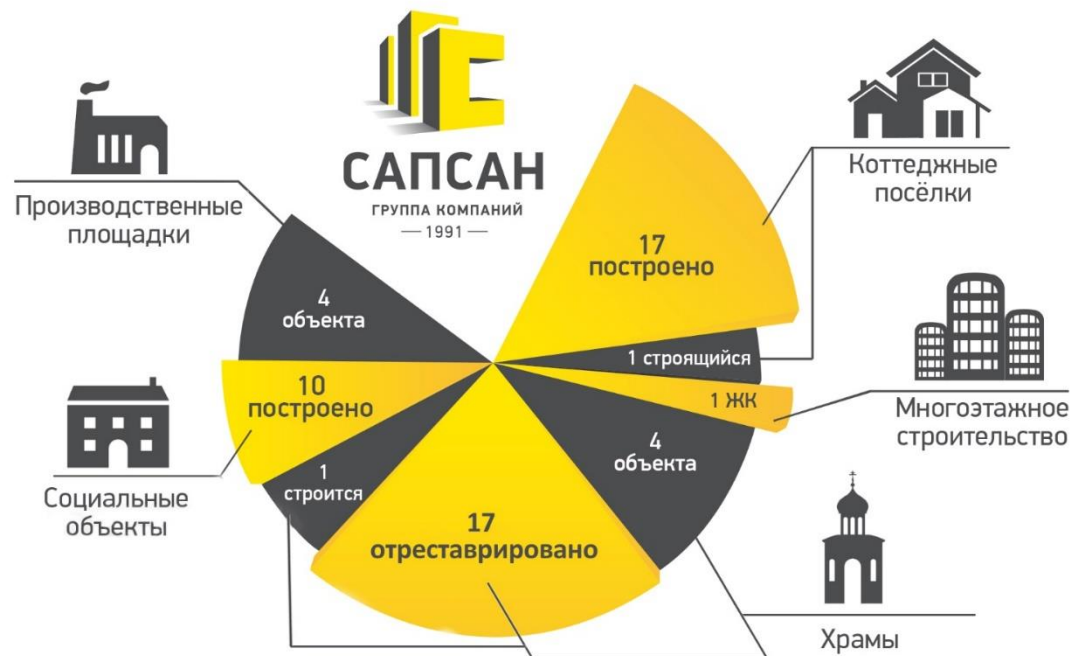 САПСАН
ГРУППА КОМПАНИЙ
1991
Производственные
площадки
4
объекта
Коттеджные
посёлки
17
построено
1 строящийся
1 ЖК
Многоэтажное
строительство
4
объекта
Храмы
17
отреставрировано
1
строится
10
построено
Социальные
объекты